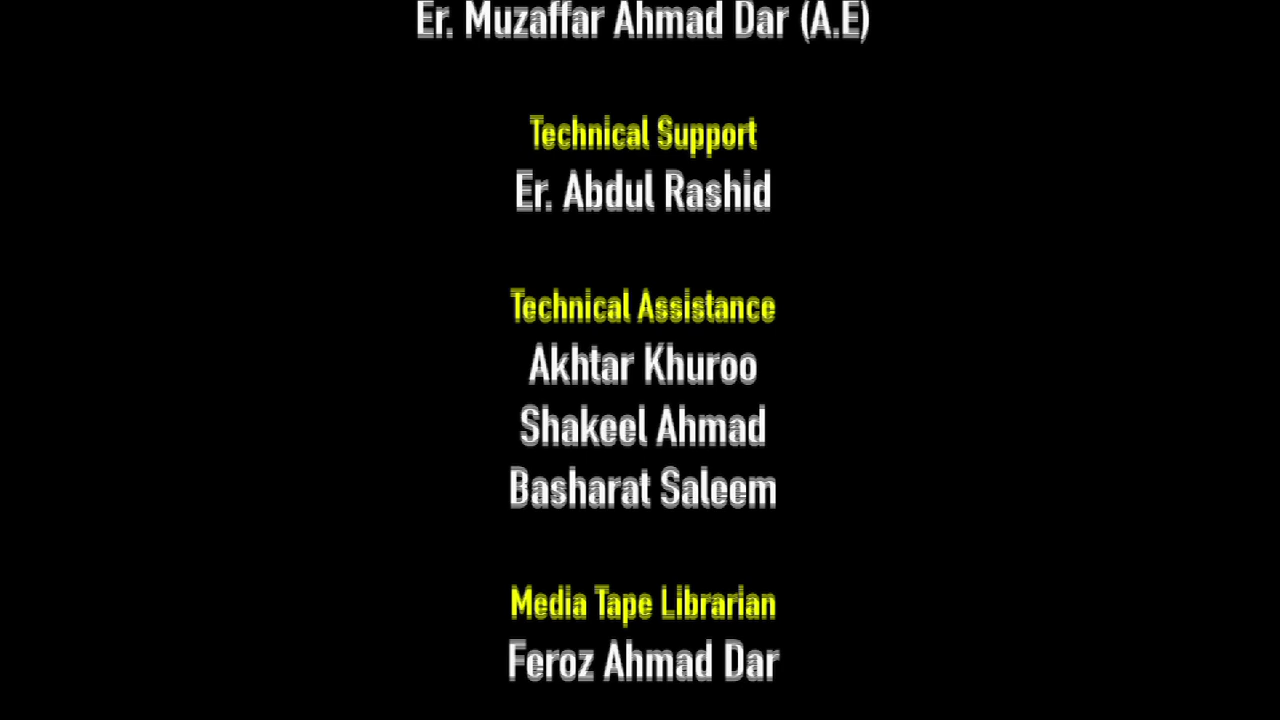 Er. Muzaffar Ahmad Dar (A.E)
Technical Support
Er. Abdul Rashid
Technical Assistance
Akhtar Khuroo
Shakeel Ahmad
Basharat Saleem
Media Tape Librarian
Feroz Ahmad Dar